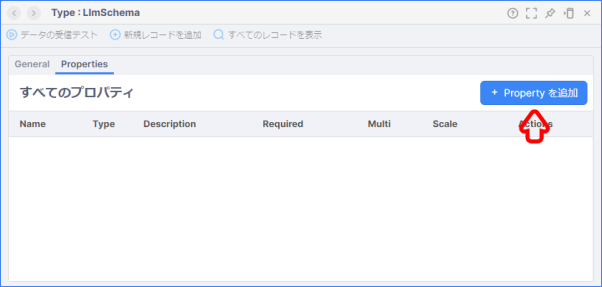 Type : LlmSchema
データの受信テスト 新規レコードを追加 すべてのレコードを表示
General Properties
すべてのプロパティ
+ Property を追加
Name Type Description Required Multi Scale Actions